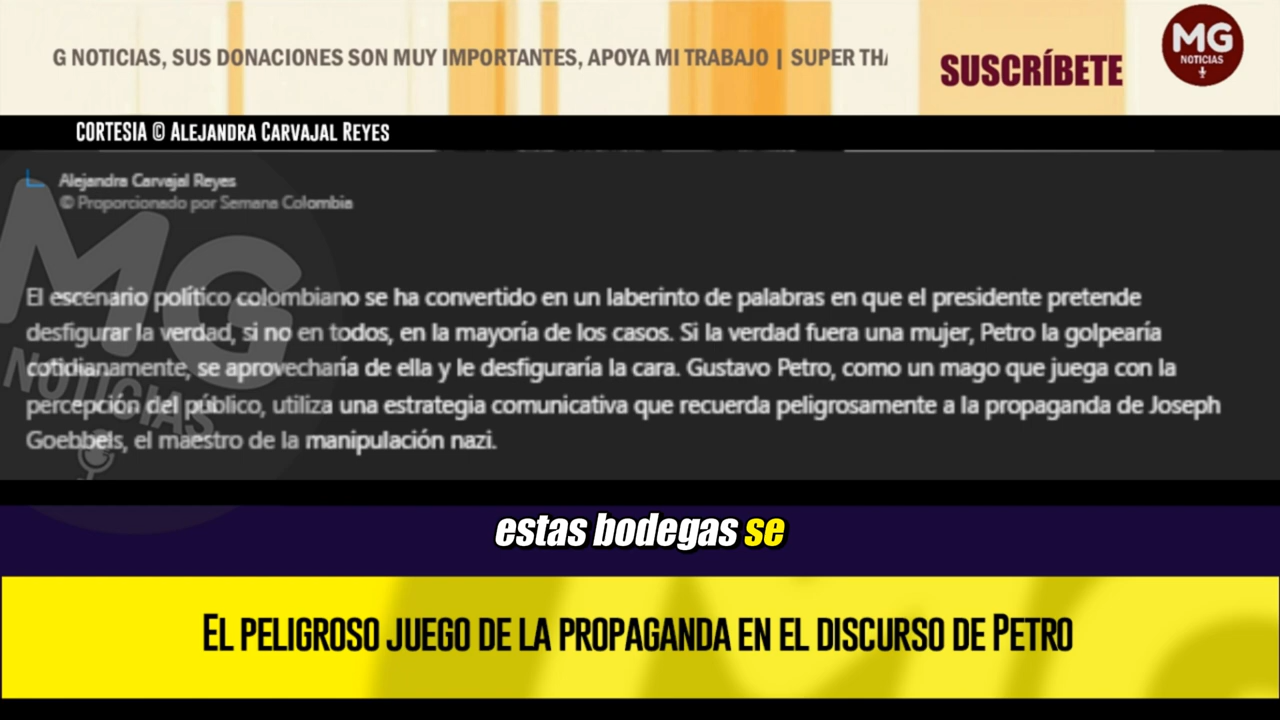 G NOTICIAS, SUS DONACIONES SON MUY IMPORTANTES, APOYA MI TRABAJO | SUPER THA
SUSCRÍBETE
MG
NOTICIAS
CORTESIA © ALEJANDRA CARVAJAL REYES
Alejandra Carvajal Reyes
© Proporcionado por Semana Colombia
El escenario político colombiano se ha convertido en un laberinto de palabras en que el presidente pretende
desfigurar la verdad, si no en todos, en la mayoría de los casos. Si la verdad fuera una mujer, Petro la golpearía
cotidianamente, se aprovecharía de ella y le desfiguraría la cara. Gustavo Petro, como un mago que juega con la
percepción del público, utiliza una estrategia comunicativa que recuerda peligrosamente a la propaganda de Joseph
Goebbels, el maestro de la manipulación nazi.
MG
NOTICIAS
estas bodegas se
EL PELIGROSO JUEGO DE LA PROPAGANDA EN EL DISCURSO DE PETRO